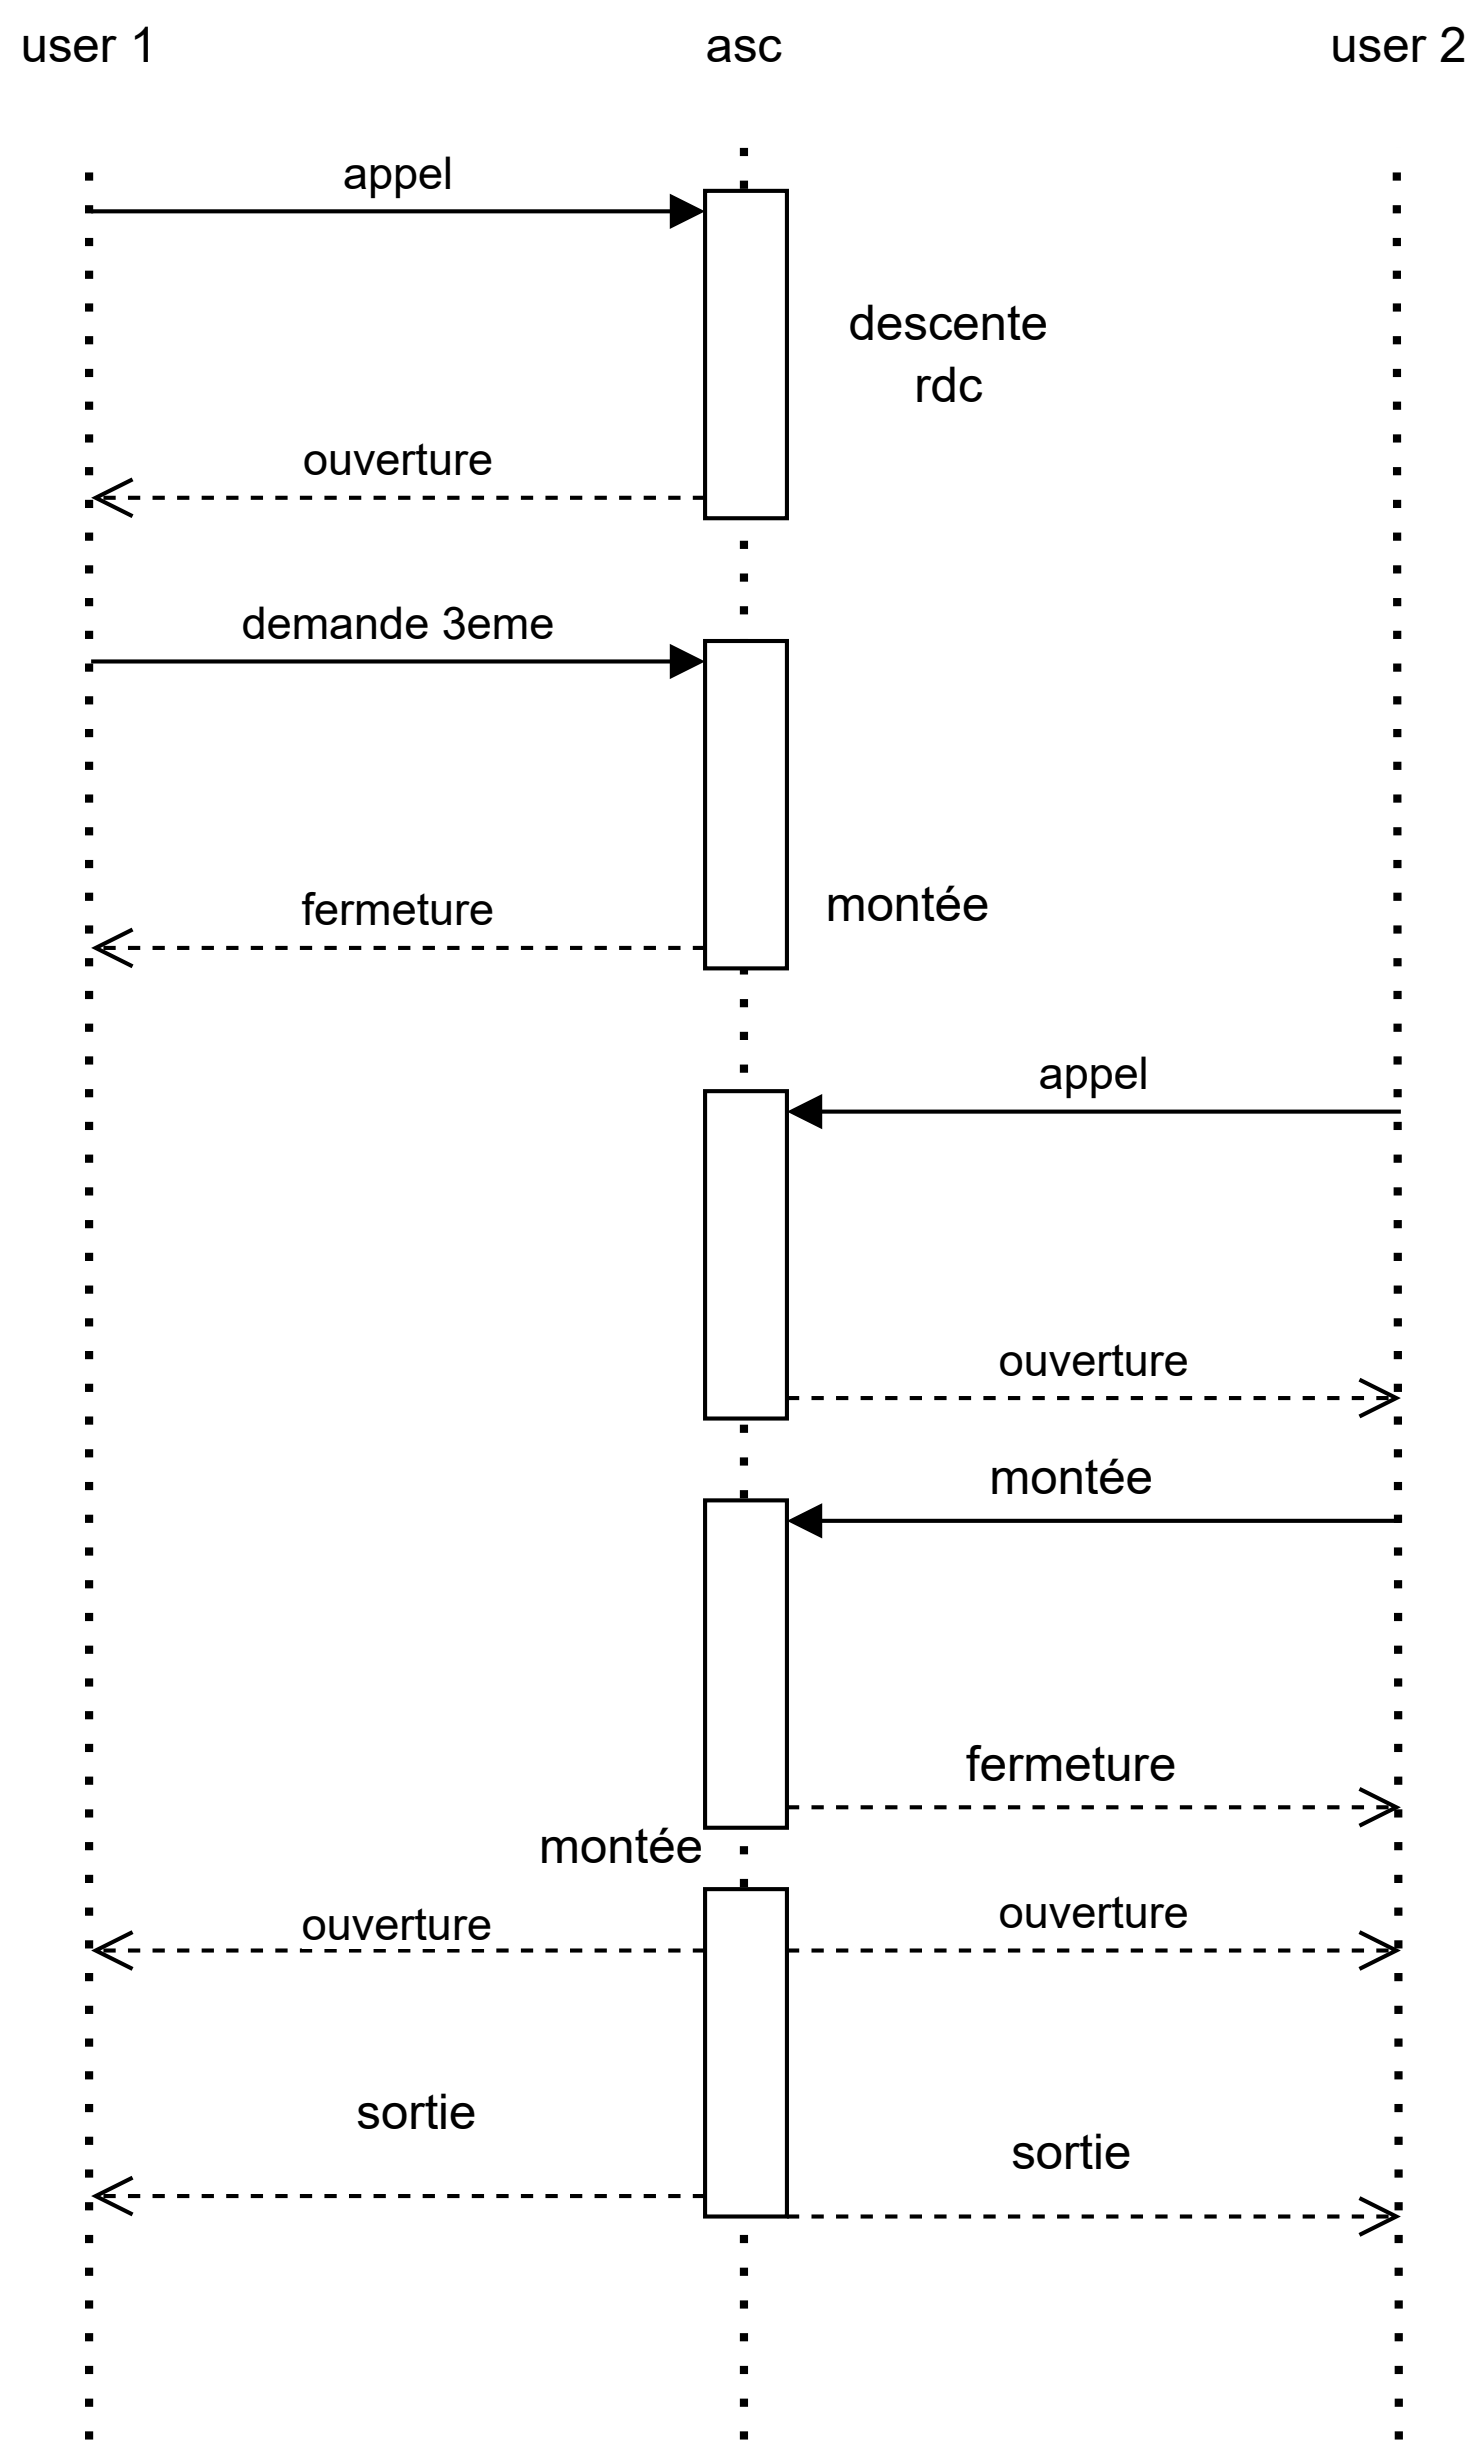 user 1
asc
user 2
appel
descente
rdc
ouverture
demande 3eme
fermeture
montée
appel
ouverture
montée
fermeture
montée
ouverture
ouverture
sortie
sortie